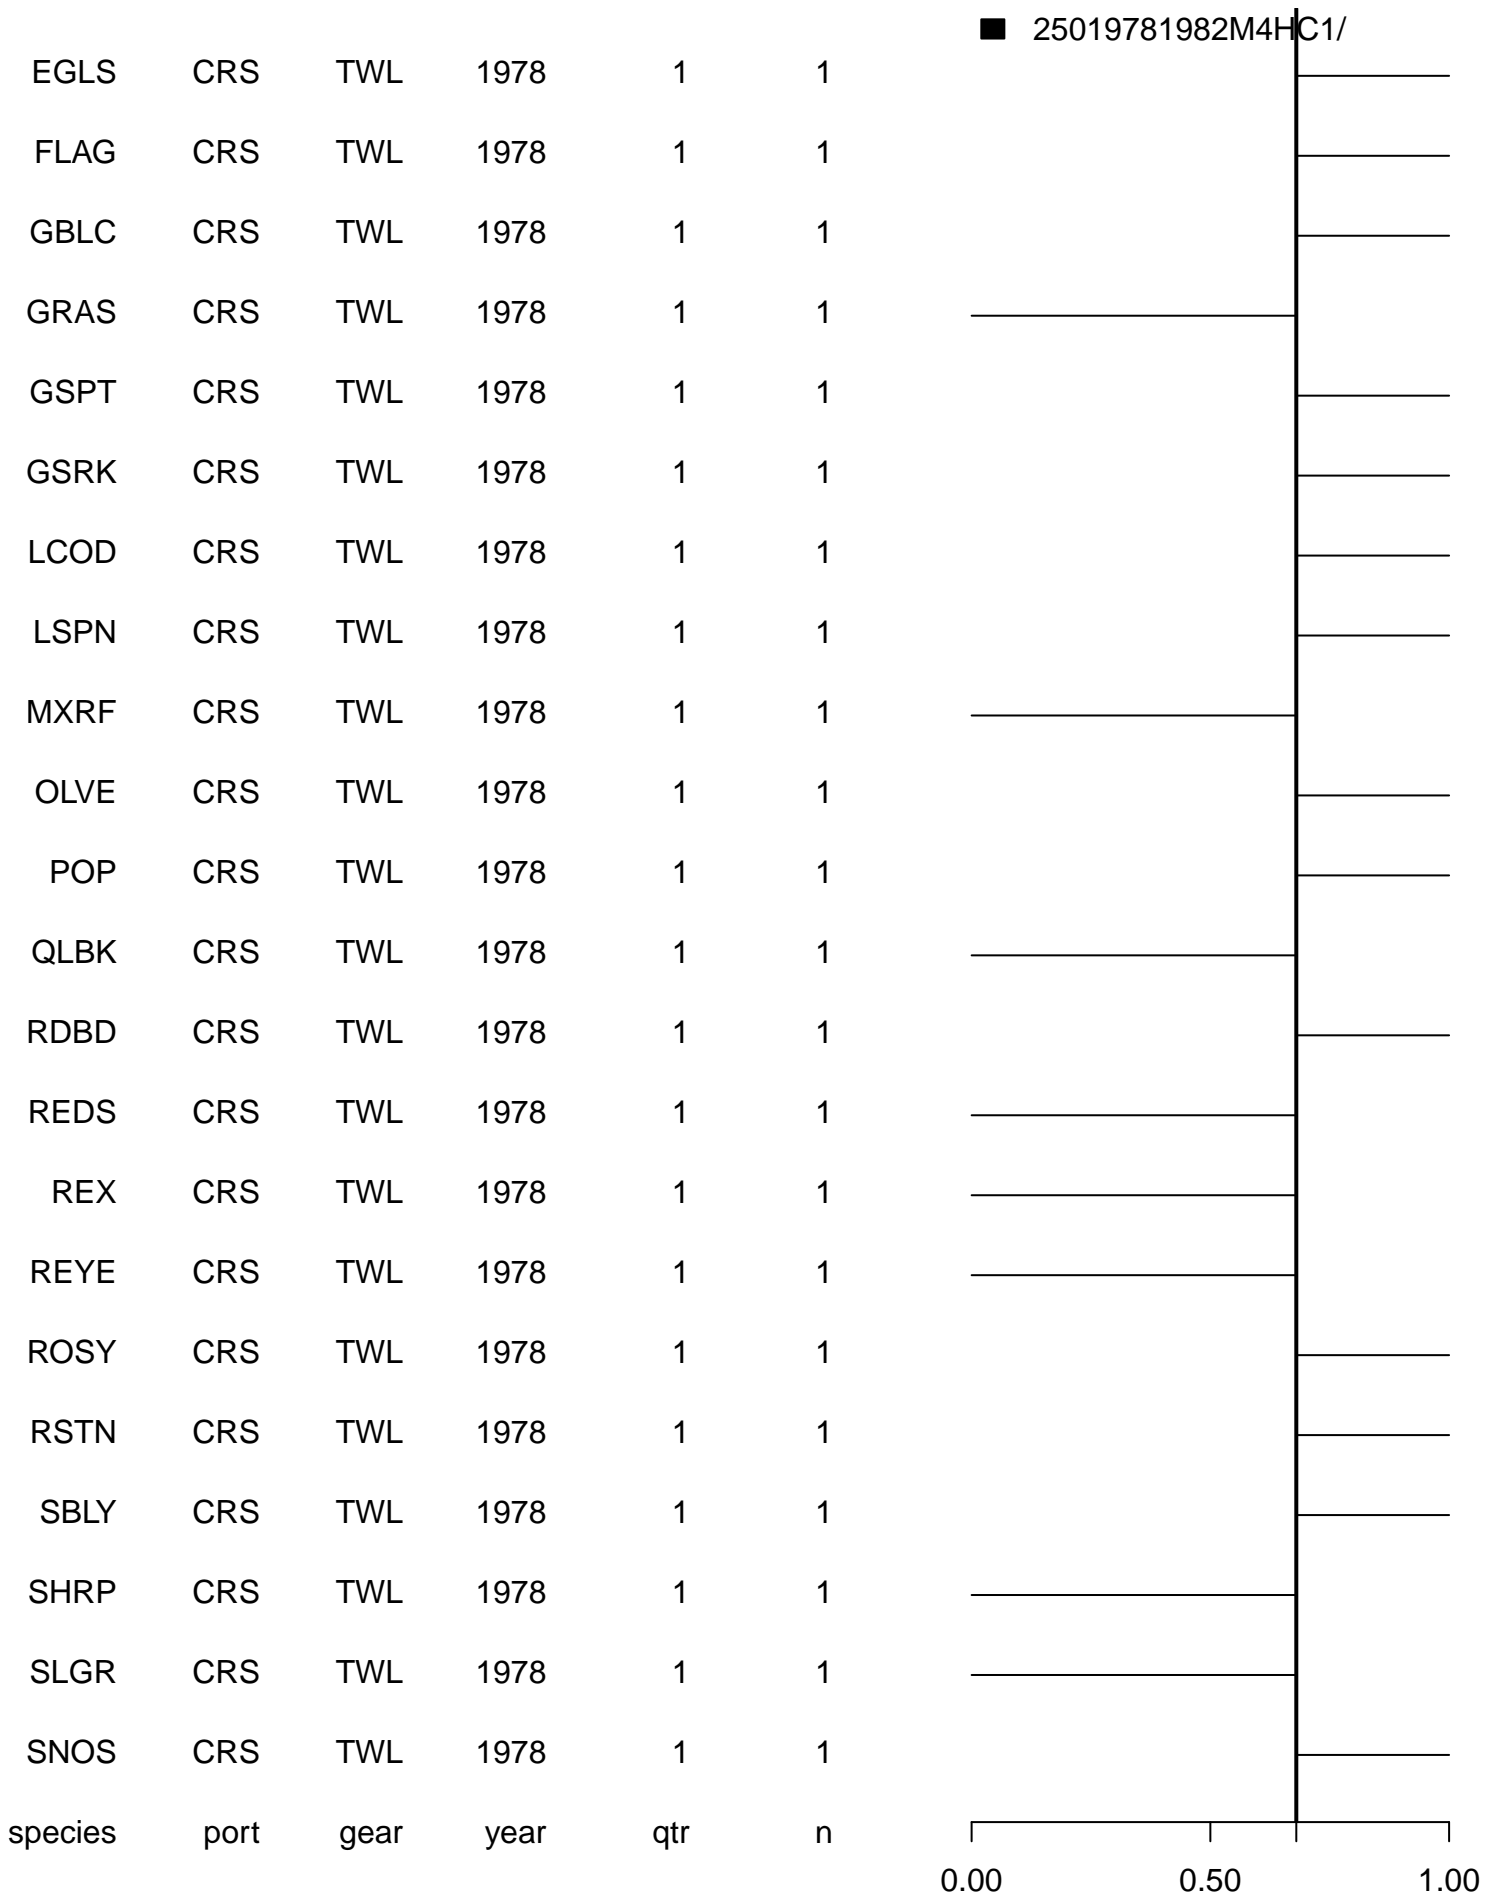 25019781982M4HC1/
EGLS CRS TWL 1978 1 1
FLAG CRS TWL 1978 1 1
GBLC CRS TWL 1978 1 1
GRAS CRS TWL 1978 1 1
GSPT CRS TWL 1978 1 1
GSRK CRS TWL 1978 1 1
LCOD CRS TWL 1978 1 1
LSPN CRS TWL 1978 1 1
MXRF CRS TWL 1978 1 1
OLVE CRS TWL 1978 1 1
POP CRS TWL 1978 1 1
QLBK CRS TWL 1978 1 1
RDBD CRS TWL 1978 1 1
REDS CRS TWL 1978 1 1
REX CRS TWL 1978 1 1
REYE CRS TWL 1978 1 1
ROSY CRS TWL 1978 1 1
RSTN CRS TWL 1978 1 1
SBLY CRS TWL 1978 1 1
SHRP CRS TWL 1978 1 1
SLGR CRS TWL 1978 1 1
SNOS CRS TWL 1978 1 1
species port gear year qtr n
0.00 0.50 1.00